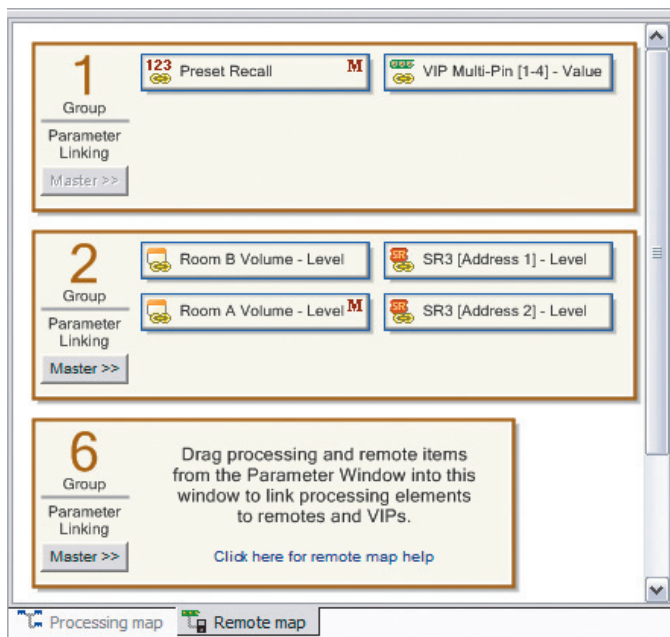 1
Group
Parameter
Linking
Master >>
123 Preset Recall M
VIP Multi-Pin [1-4] - Value
2
Group
Parameter
Linking
Master >>
Room B Volume - Level
SR SR3 [Address 1] - Level
Room A Volume - Level M
SR SR3 [Address 2] - Level
6
Group
Parameter
Linking
Master >>
Drag processing and remote items
from the Parameter Window into this
window to link processing elements
to remotes and VIPs.
Click here for remote map help
Processing map
Remote map